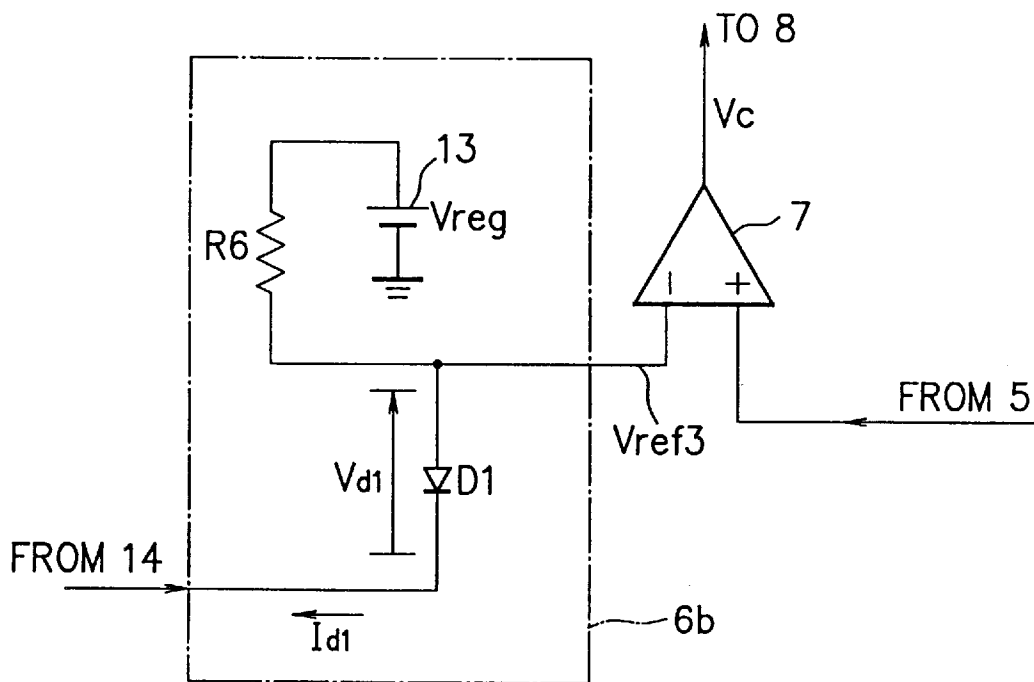 TO 8
Vc
13
Vreg
R6
7
− +
FROM 5
Vref3
Vd1
D1
FROM 14
Id1
6b